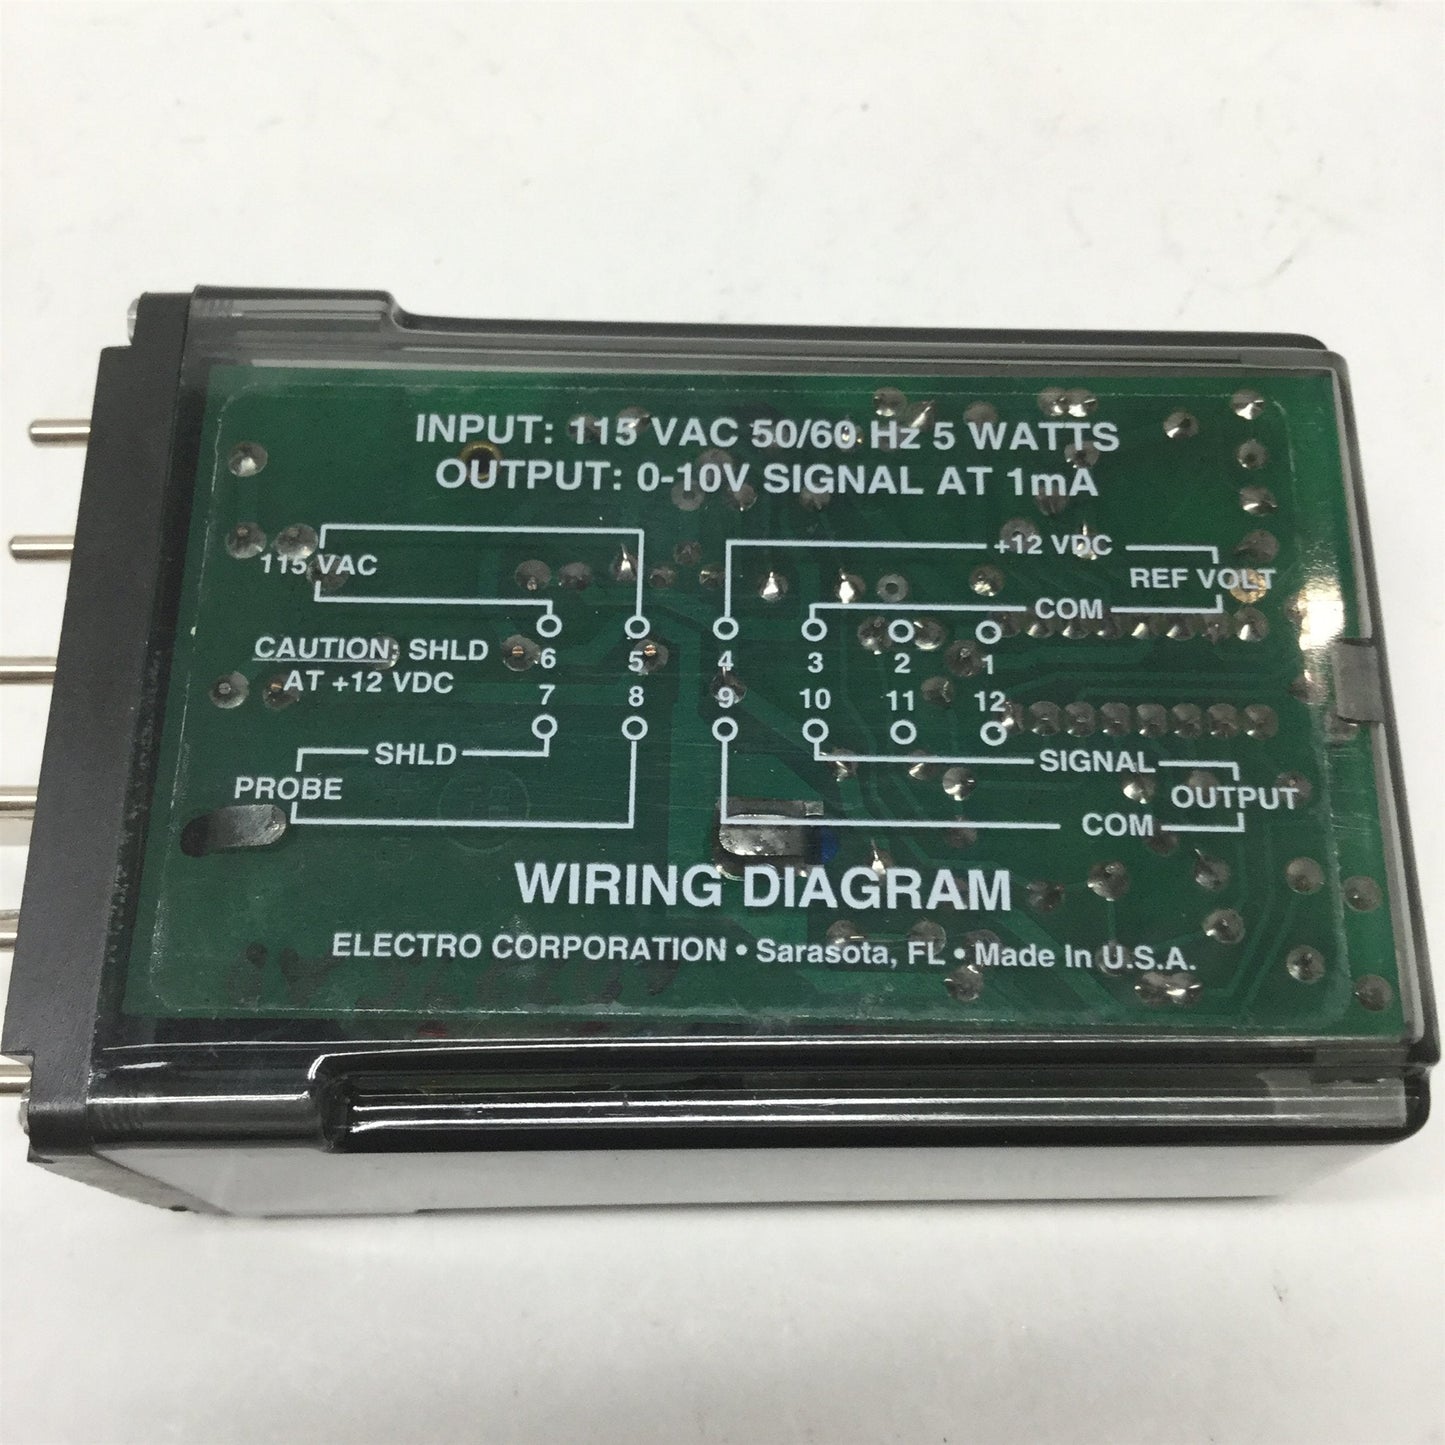 INPUT: 115 VAC 50/60 Hz 5 WATTS
OUTPUT: 0-10V SIGNAL AT 1mA
115 VAC
+12 VDC
REF VOLT
COM
CAUTION: SHLD
AT +12 VDC
6 5 4 3 2 1
7 8 9 10 11 12
SHLD
PROBE
SIGNAL
OUTPUT
COM
WIRING DIAGRAM
ELECTRO CORPORATION • Sarasota, FL • Made In U.S.A.